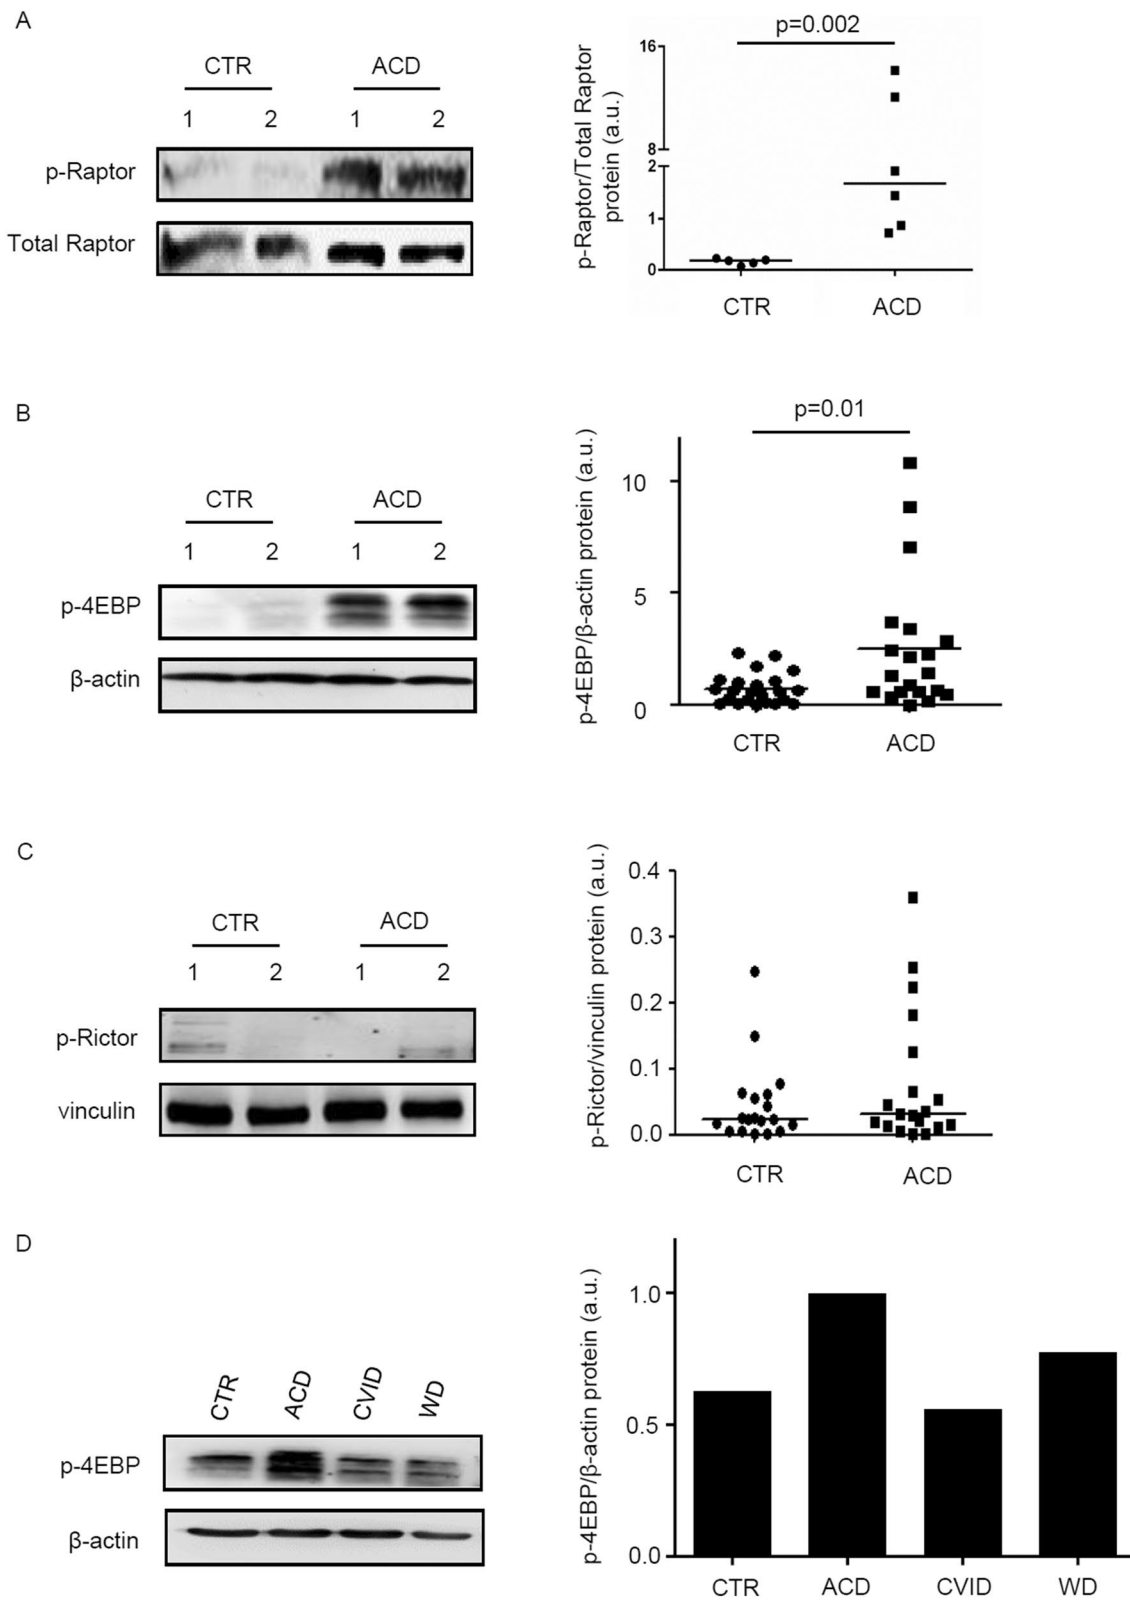 A
CTR ACD
1 2 1 2
p-Raptor
Total Raptor
p=0.002
p-Raptor/Total Raptor
protein (a.u.)
16
8
2
1
0
CTR ACD
B
CTR ACD
1 2 1 2
p-4EBP
β-actin
p=0.01
p-4EBP/β-actin protein (a.u.)
10
5
0
CTR ACD
C
CTR ACD
1 2 1 2
p-Rictor
vinculin
p-Rictor/vinculin protein (a.u.)
0.4
0.3
0.2
0.1
0.0
CTR ACD
D
CTR ACD CVID WD
p-4EBP
β-actin
p-4EBP/β-actin protein (a.u.)
1.0
0.5
0.0
CTR ACD CVID WD